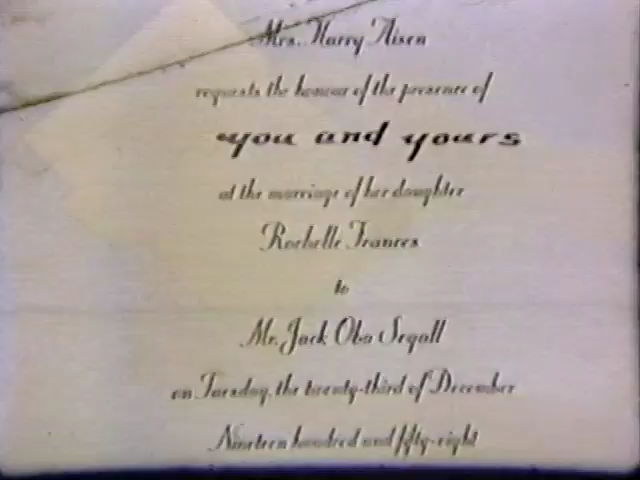 Mrs. Harry Aisen
requests the honour of the presence of
you and yours
at the marriage of her daughter
Rochelle Frances
to
Mr. Jack Oba Segall
on Tuesday, the twenty-third of December
Nineteen hundred and fifty-eight